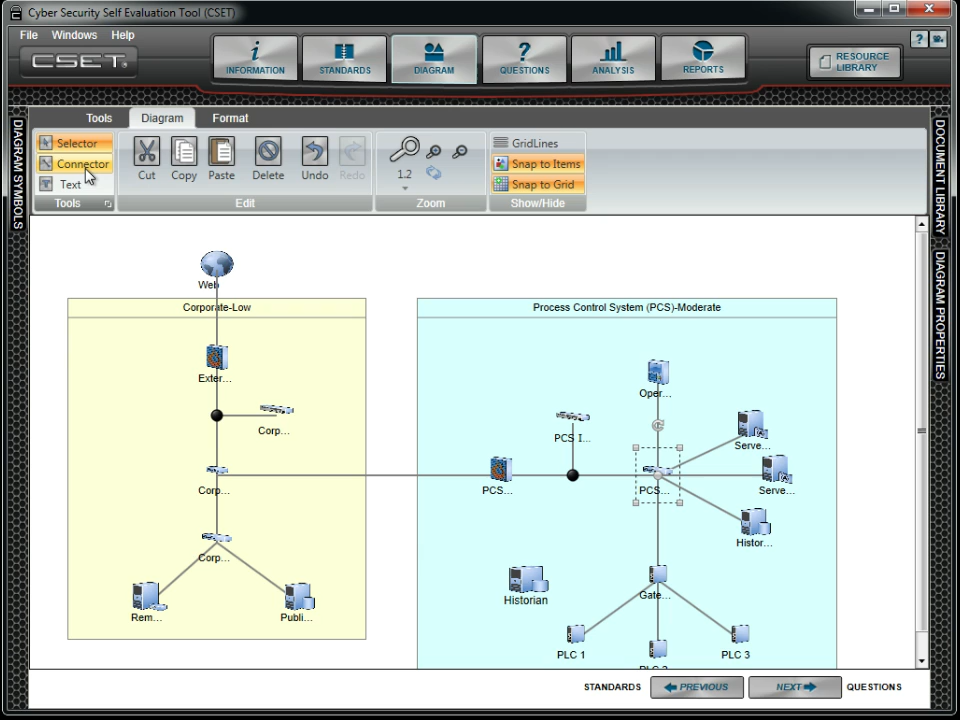 Cyber Security Self Evaluation Tool (CSET)
File Windows Help
CSET
INFORMATION
STANDARDS
DIAGRAM
QUESTIONS
ANALYSIS
REPORTS
RESOURCE
LIBRARY
?
Tools Diagram Format
Selector
Connector
Text
Tools
Cut Copy Paste Delete Undo Redo
Edit
1.2
Zoom
GridLines
Snap to Items
Snap to Grid
Show/Hide
DIAGRAM SYMBOLS
DOCUMENT LIBRARY
DIAGRAM PROPERTIES
Web
Corporate-Low
Process Control System (PCS)-Moderate
Exter...
Oper...
Corp...
PCS I...
Serve...
Corp...
PCS...
PCS...
Serve...
Histor...
Corp...
Historian
Gate...
Rem...
Publi...
PLC 1
PLC 2
PLC 3
STANDARDS PREVIOUS NEXT QUESTIONS